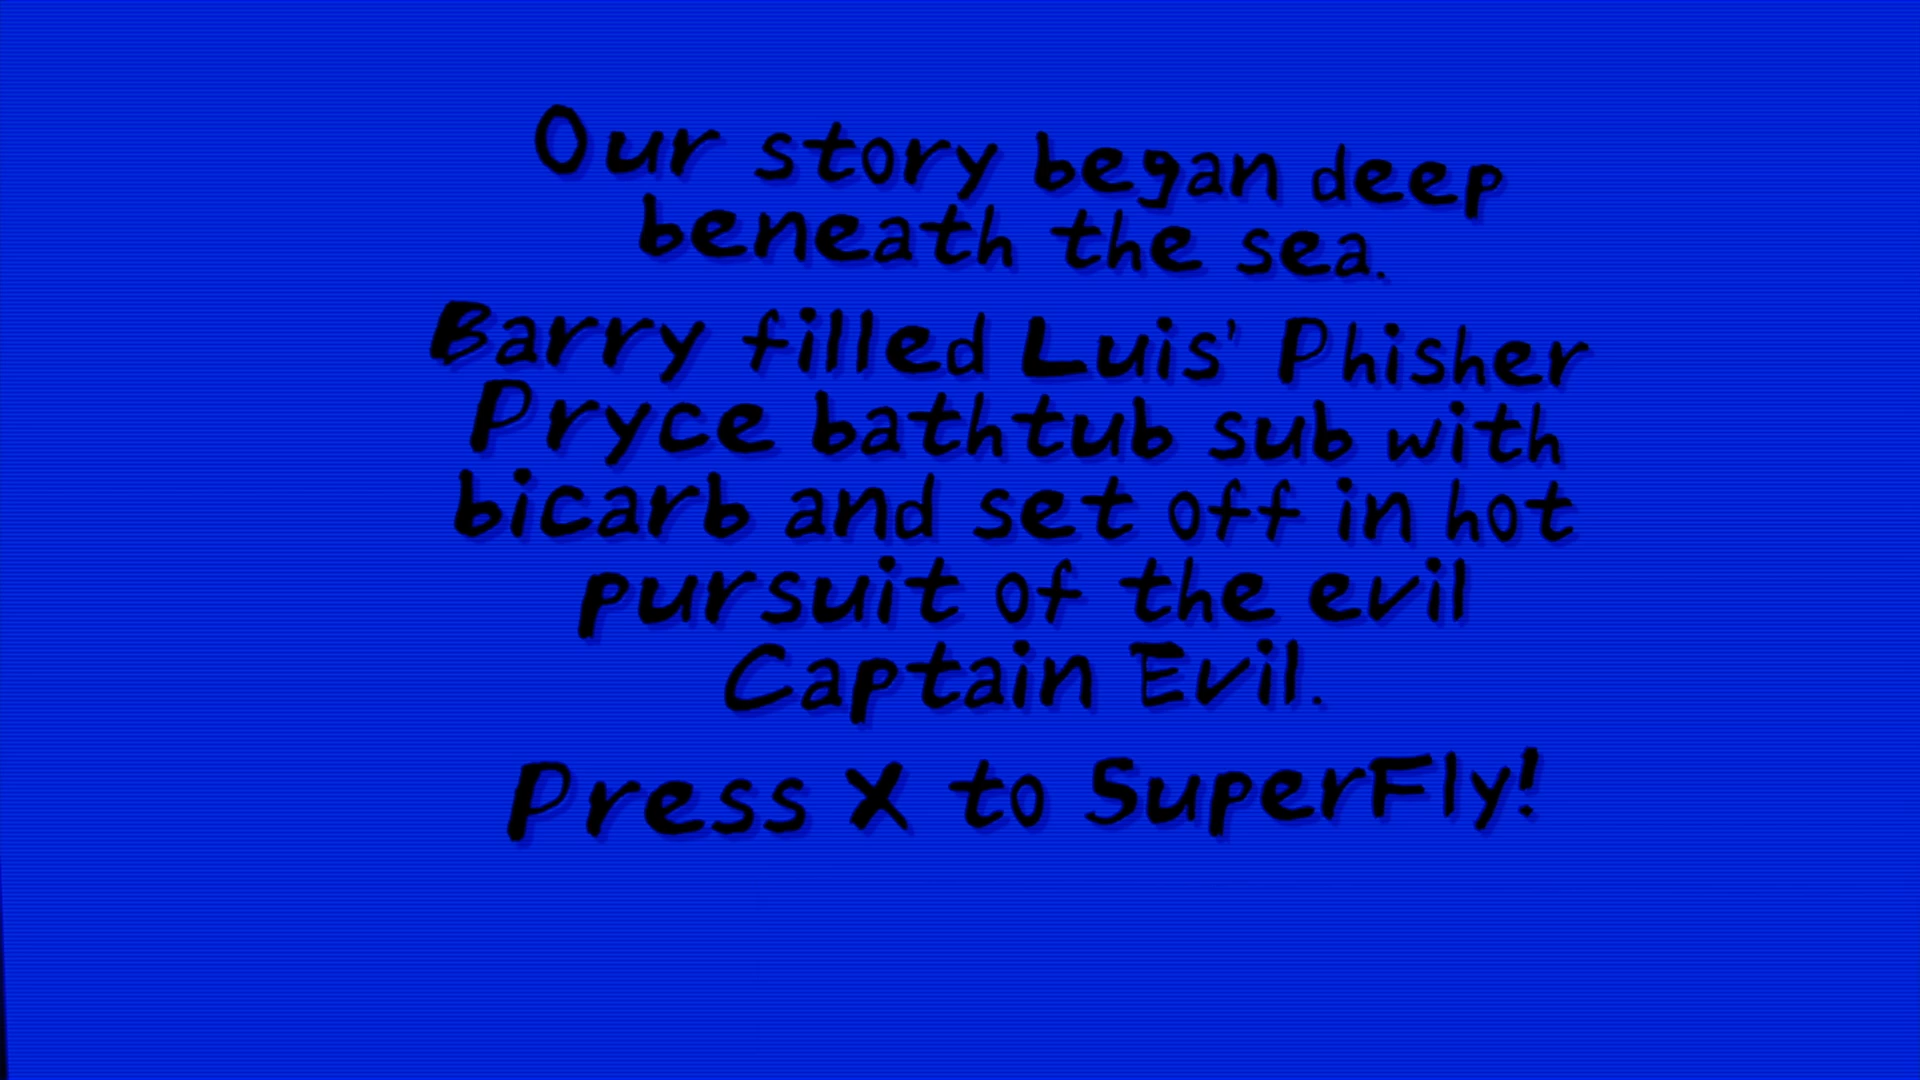 Our story began deep
beneath the sea.
Barry filled Luis' Phisher
Pryce bathtub sub with
bicarb and set off in hot
pursuit of the evil
Captain Evil.
Press X to SuperFly!